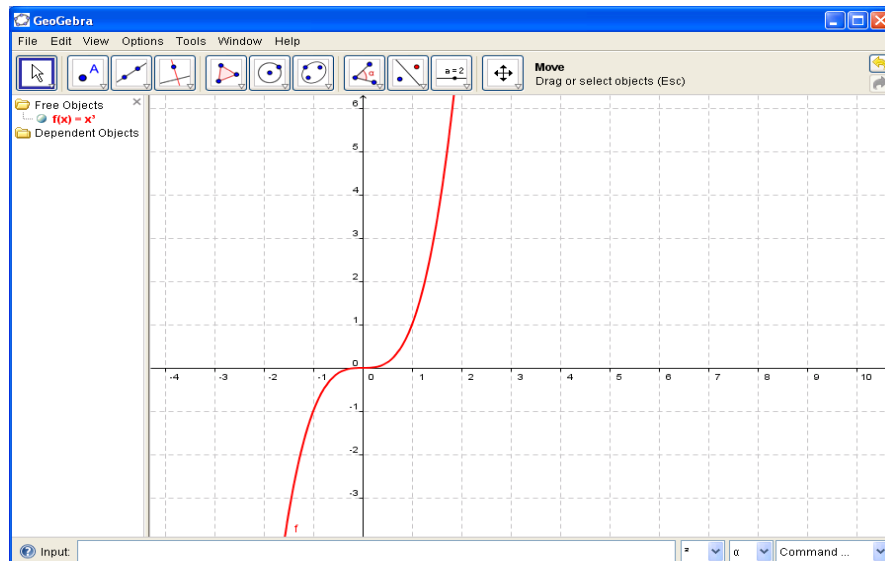 GeoGebra
File Edit View Options Tools Window Help
A
α
a=2
Move
Drag or select objects (Esc)
Free Objects
f(x) = x³
Dependent Objects
6
5
4
3
2
1
0
-1
-2
-3
-4 -3 -2 -1 0 1 2 3 4 5 6 7 8 9 10
f
Input:
²
α
Command ...